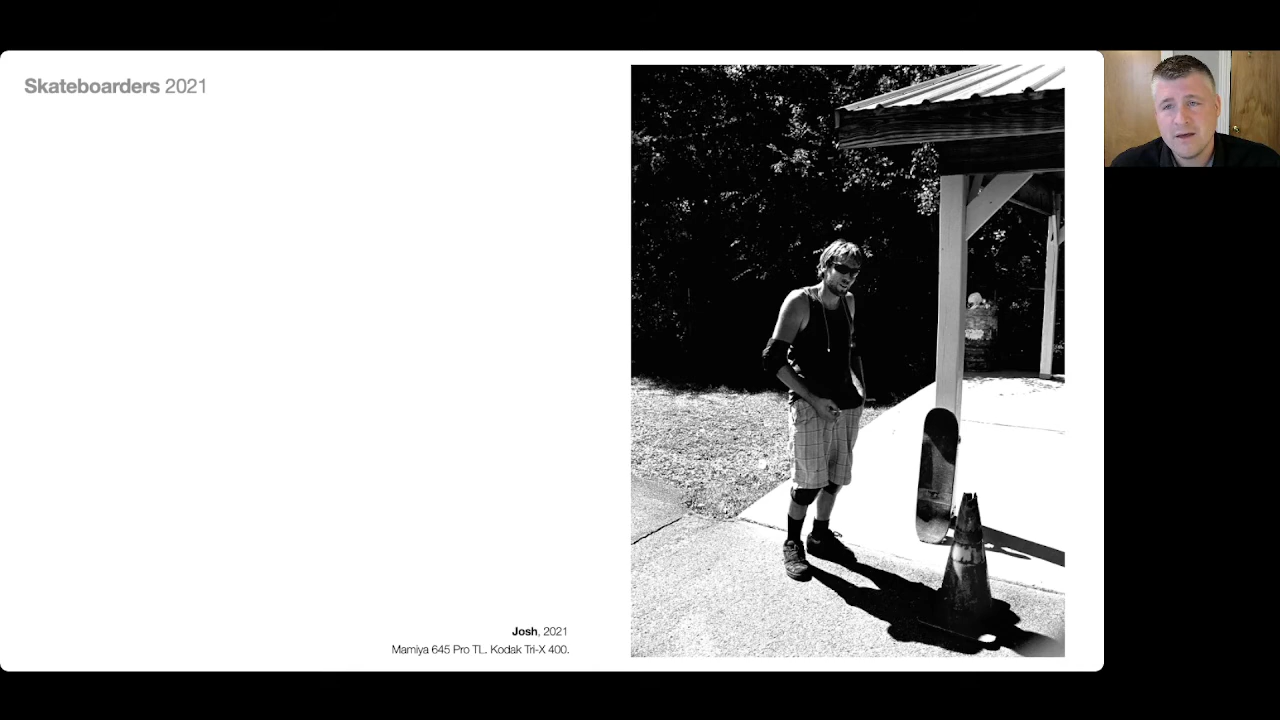 Skateboarders 2021
Josh, 2021
Mamiya 645 Pro TL. Kodak Tri-X 400.